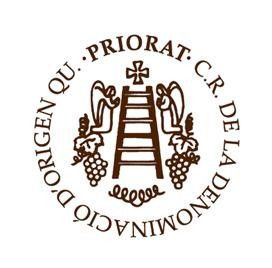 ·PRIORAT· C.R. DE LA DENOMINACIÓ D'ORIGEN QU.